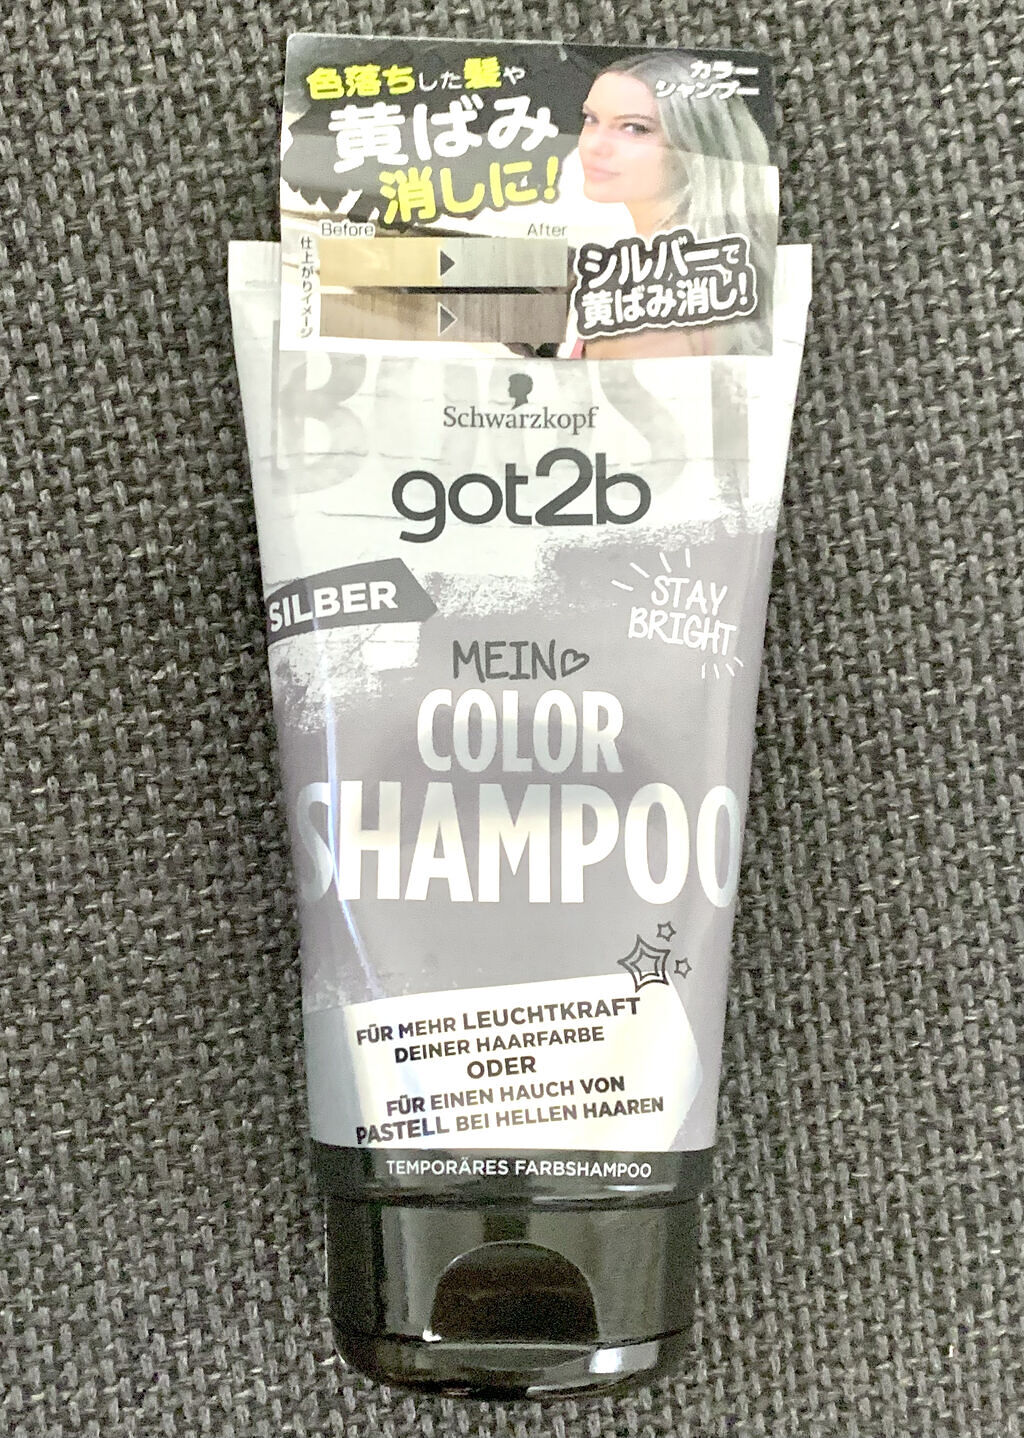 色落ちした髪や
黄ばみ
消しに!
カラー
シャンプー
Before
After
仕上がりイメージ
シルバーで
黄ばみ消し!
Schwarzkopf
got2b
SILBER
STAY
BRIGHT
MEIN
COLOR
SHAMPOO
FÜR MEHR LEUCHTKRAFT
DEINER HAARFARBE
ODER
FÜR EINEN HAUCH VON
PASTELL BEI HELLEN HAAREN
TEMPORÄRES FARBSHAMPOO